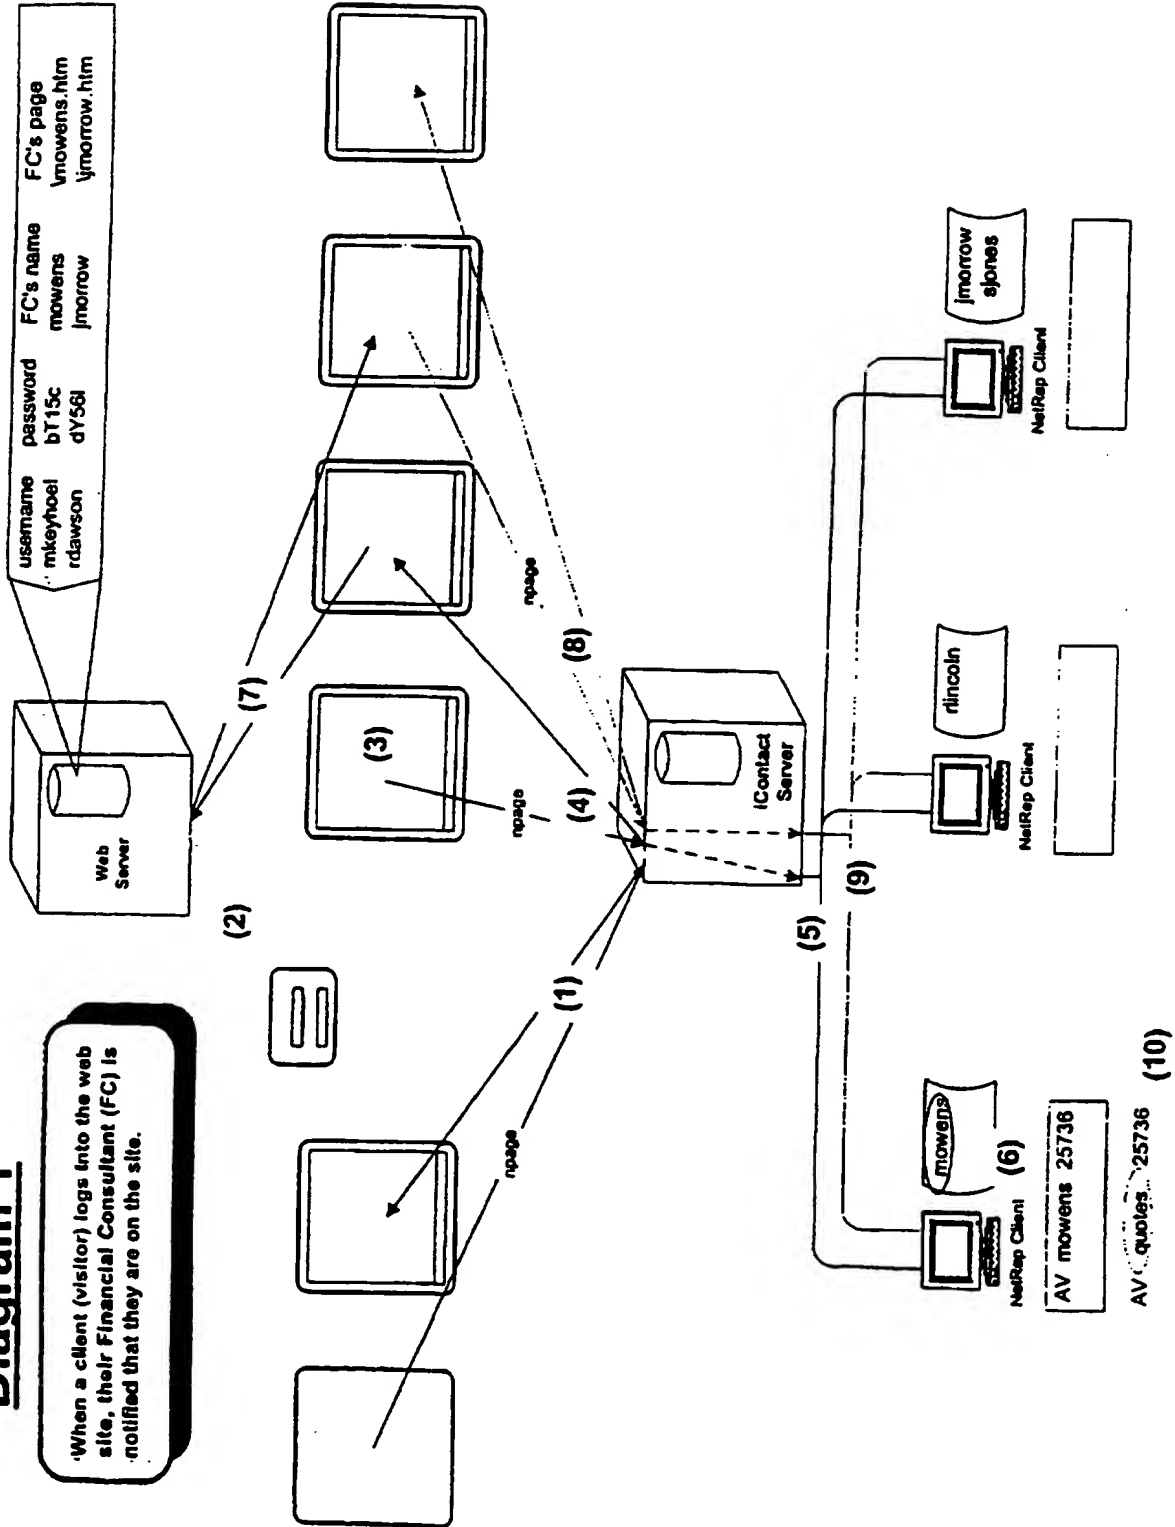 Diagram 1
When a client (visitor) logs into the web
site, their Financial Consultant (FC) is
notified that they are on the site.
username password FC's name FC's page
mkeyhoel bT15c mowens \mowens.htm
rdawson dY56l jmorrow \jmorrow.htm
Web
Server
(2)
(7)
(3)
npage
(1)
npage
(4)
npage
(8)
IContact
Server
(5)
(9)
NetRep Client
mowens
(6)
AV mowens 25736
AV quotes 25736
(10)
NetRep Client
rlincoln
NetRep Client
jmorrow
sjones